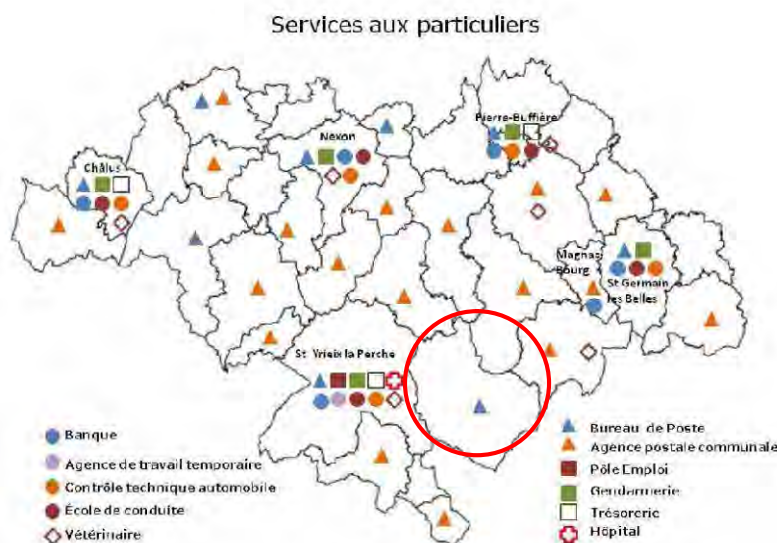 Services aux particuliers
Pierre-Buffière
Nexon
Châlus
Magnac
Bourg
St Germain
les Belles
St Yrieix la Perche
Banque
Agence de travail temporaire
Contrôle technique automobile
École de conduite
Vétérinaire
Bureau de Poste
Agence postale communale
Pôle Emploi
Gendarmerie
Trésorerie
Hôpital